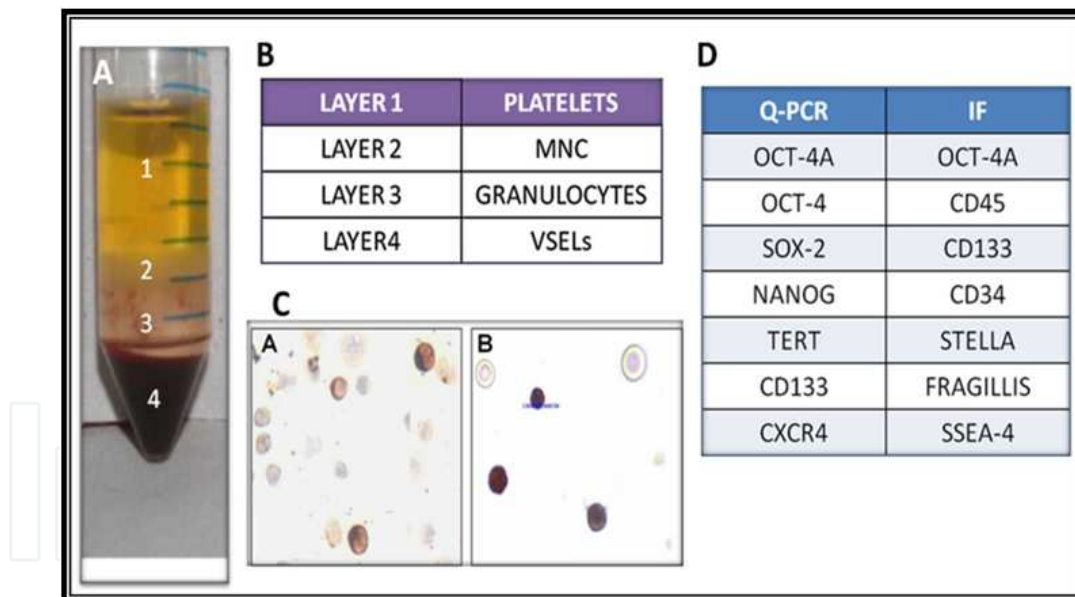 A
1
2
3
4
B
LAYER 1 PLATELETS
LAYER 2 MNC
LAYER 3 GRANULOCYTES
LAYER4 VSELs
C
A
B
D
Q-PCR IF
OCT-4A OCT-4A
OCT-4 CD45
SOX-2 CD133
NANOG CD34
TERT STELLA
CD133 FRAGILLIS
CXCR4 SSEA-4